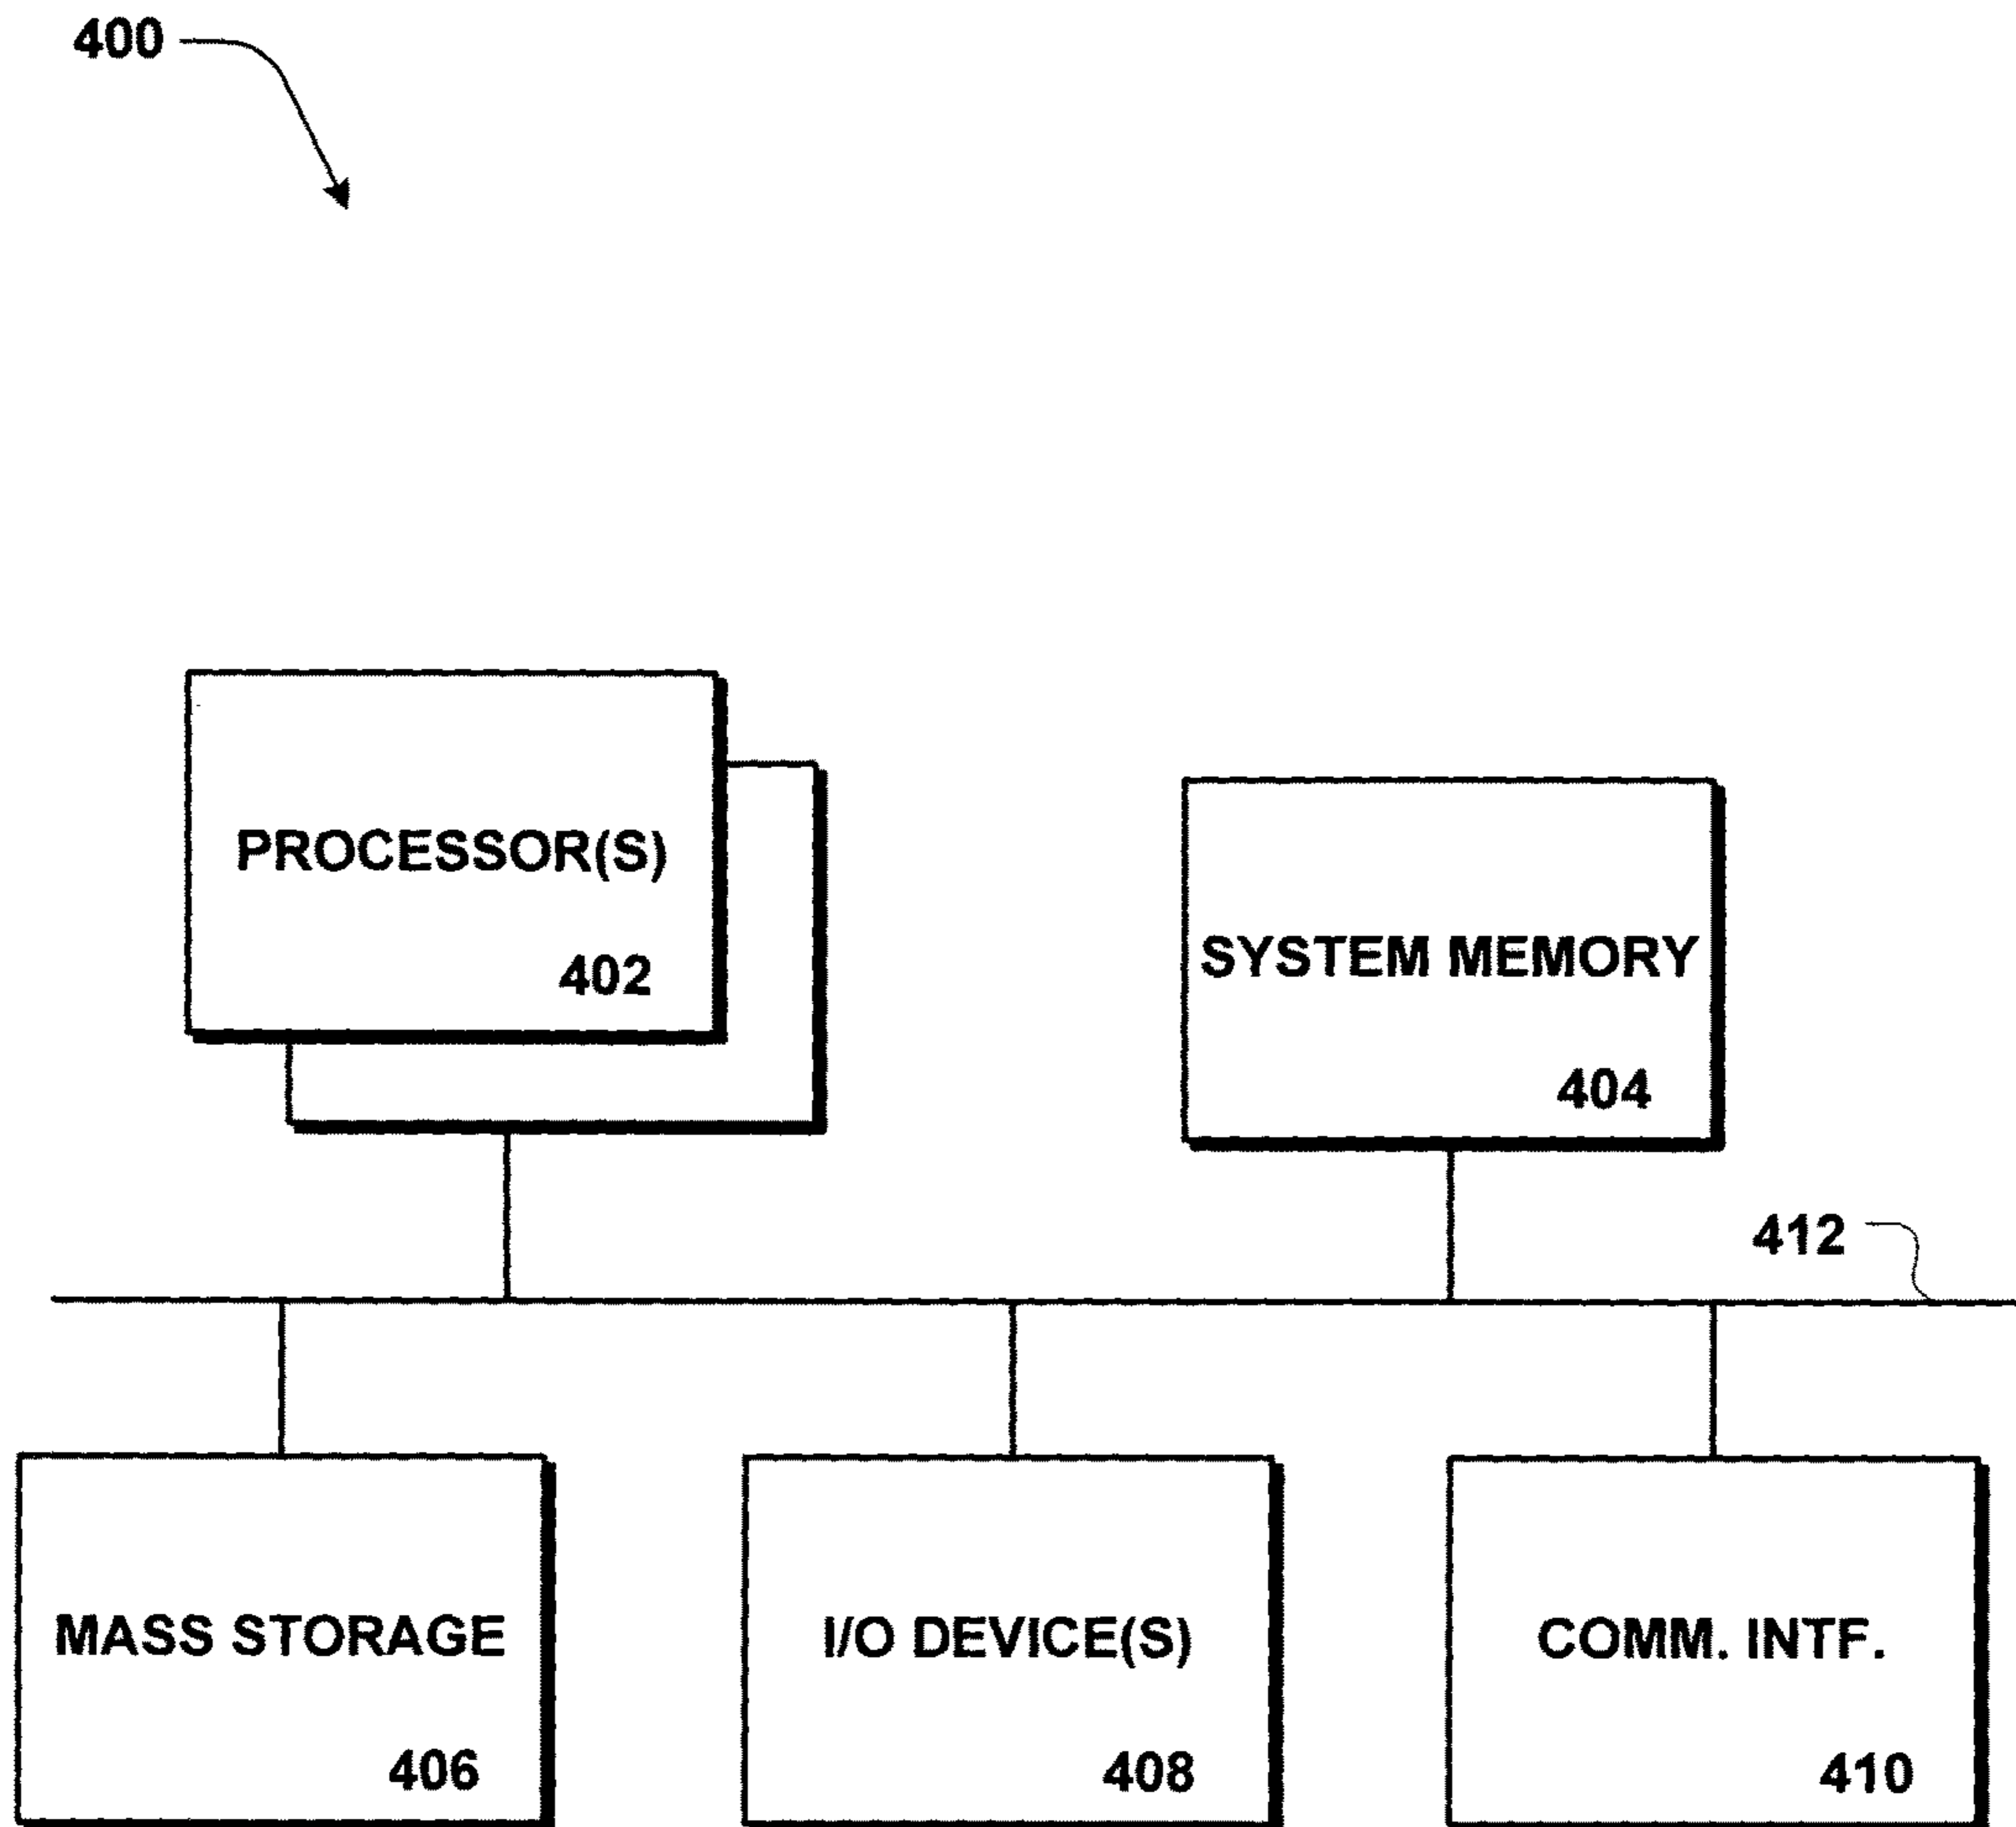 400
PROCESSOR(S)
402
SYSTEM MEMORY
404
412
MASS STORAGE
406
I/O DEVICE(S)
408
COMM. INTF.
410